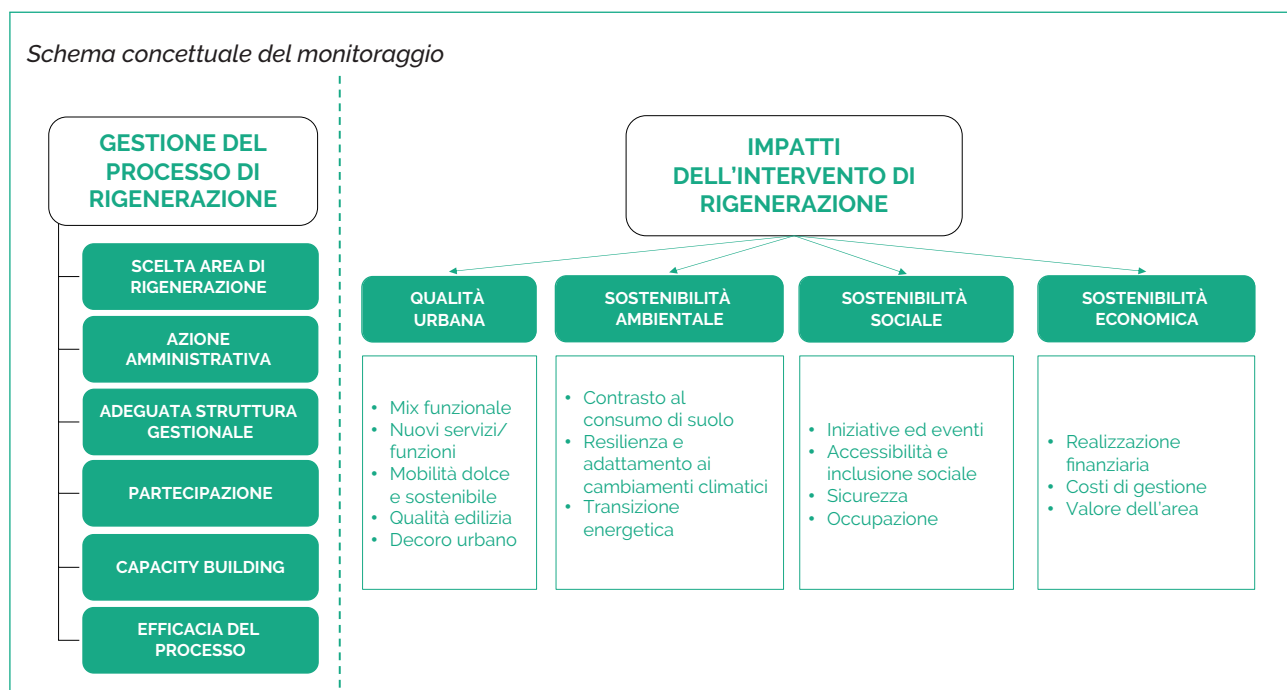 Schema concettuale del monitoraggio
GESTIONE DEL
PROCESSO DI
RIGENERAZIONE
SCELTA AREA DI
RIGENERAZIONE
AZIONE
AMMINISTRATIVA
ADEGUATA STRUTTURA
GESTIONALE
PARTECIPAZIONE
CAPACITY BUILDING
EFFICACIA DEL
PROCESSO
IMPATTI
DELL’INTERVENTO DI
RIGENERAZIONE
QUALITÀ
URBANA
• Mix funzionale
• Nuovi servizi/
funzioni
• Mobilità dolce
e sostenibile
• Qualità edilizia
• Decoro urbano
SOSTENIBILITÀ
AMBIENTALE
• Contrasto al
consumo di suolo
• Resilienza e
adattamento ai
cambiamenti climatici
• Transizione
energetica
SOSTENIBILITÀ
SOCIALE
• Iniziative ed eventi
• Accessibilità e
inclusione sociale
• Sicurezza
• Occupazione
SOSTENIBILITÀ
ECONOMICA
• Realizzazione
finanziaria
• Costi di gestione
• Valore dell’area